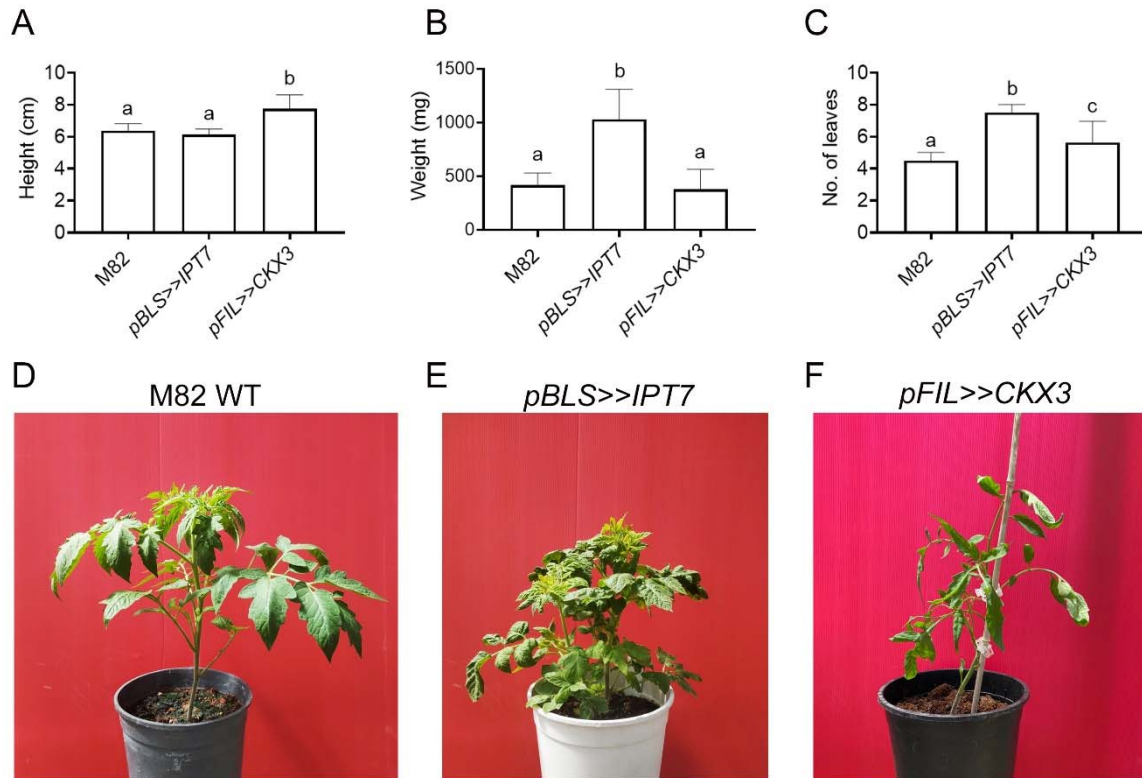 A
Height (cm)
10
8
6
4
2
0
a
a
b
M82
pBLS>>IPT7
pFIL>>CKX3
B
Weight (mg)
1500
1000
500
0
a
b
a
M82
pBLS>>IPT7
pFIL>>CKX3
C
No. of leaves
10
8
6
4
2
0
a
b
c
M82
pBLS>>IPT7
pFIL>>CKX3
D
M82 WT
E
pBLS>>IPT7
F
pFIL>>CKX3